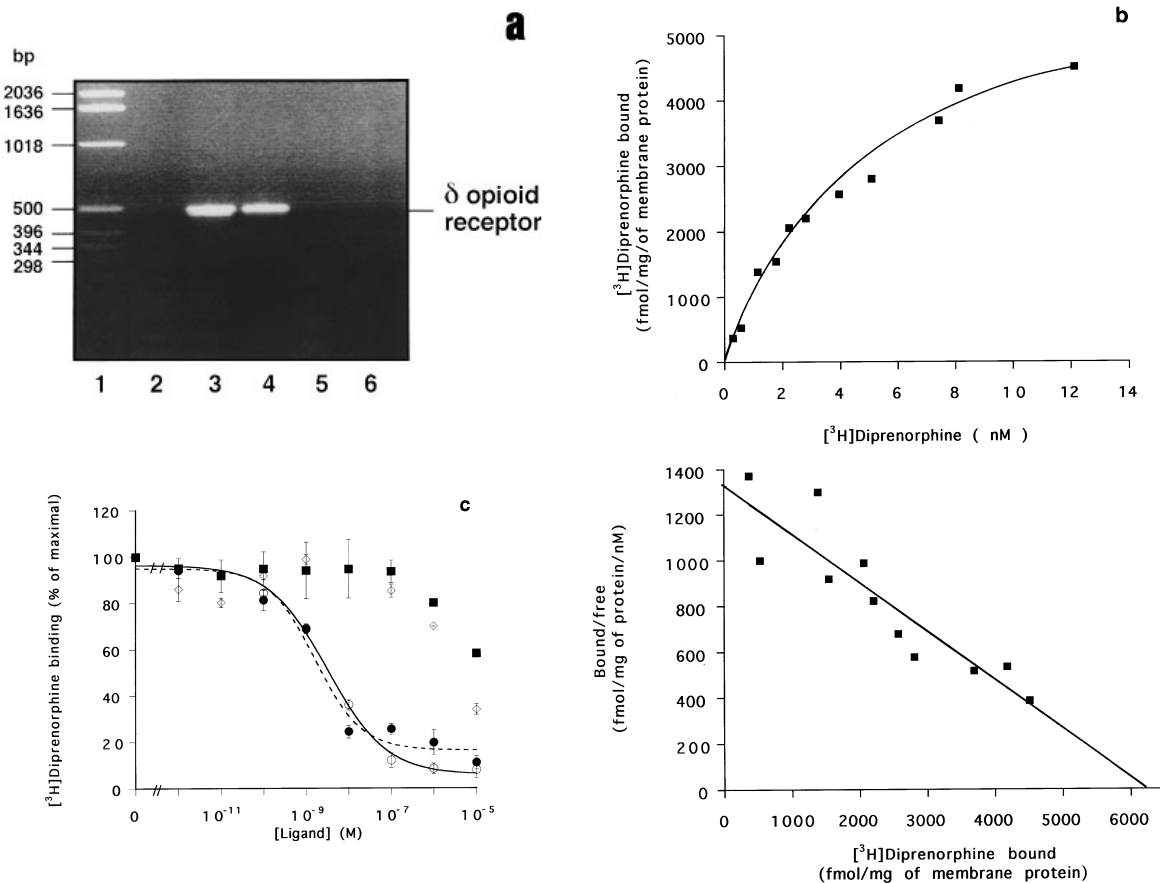 a
bp
2036
1636
1018
500
396
344
298
δ opioid
receptor
1 2 3 4 5 6
b
5000
4000
3000
2000
1000
0
[³H]Diprenorphine bound
(fmol/mg/of membrane protein)
0 2 4 6 8 10 12 14
[³H]Diprenorphine ( nM )
c
120
100
80
60
40
20
0
[³H]Diprenorphine binding (% of maximal)
0 10⁻¹¹ 10⁻⁹ 10⁻⁷ 10⁻⁵
[Ligand] (M)
1400
1200
1000
800
600
400
200
0
Bound/free
(fmol/mg of protein/nM)
0 1000 2000 3000 4000 5000 6000
[³H]Diprenorphine bound
(fmol/mg of membrane protein)